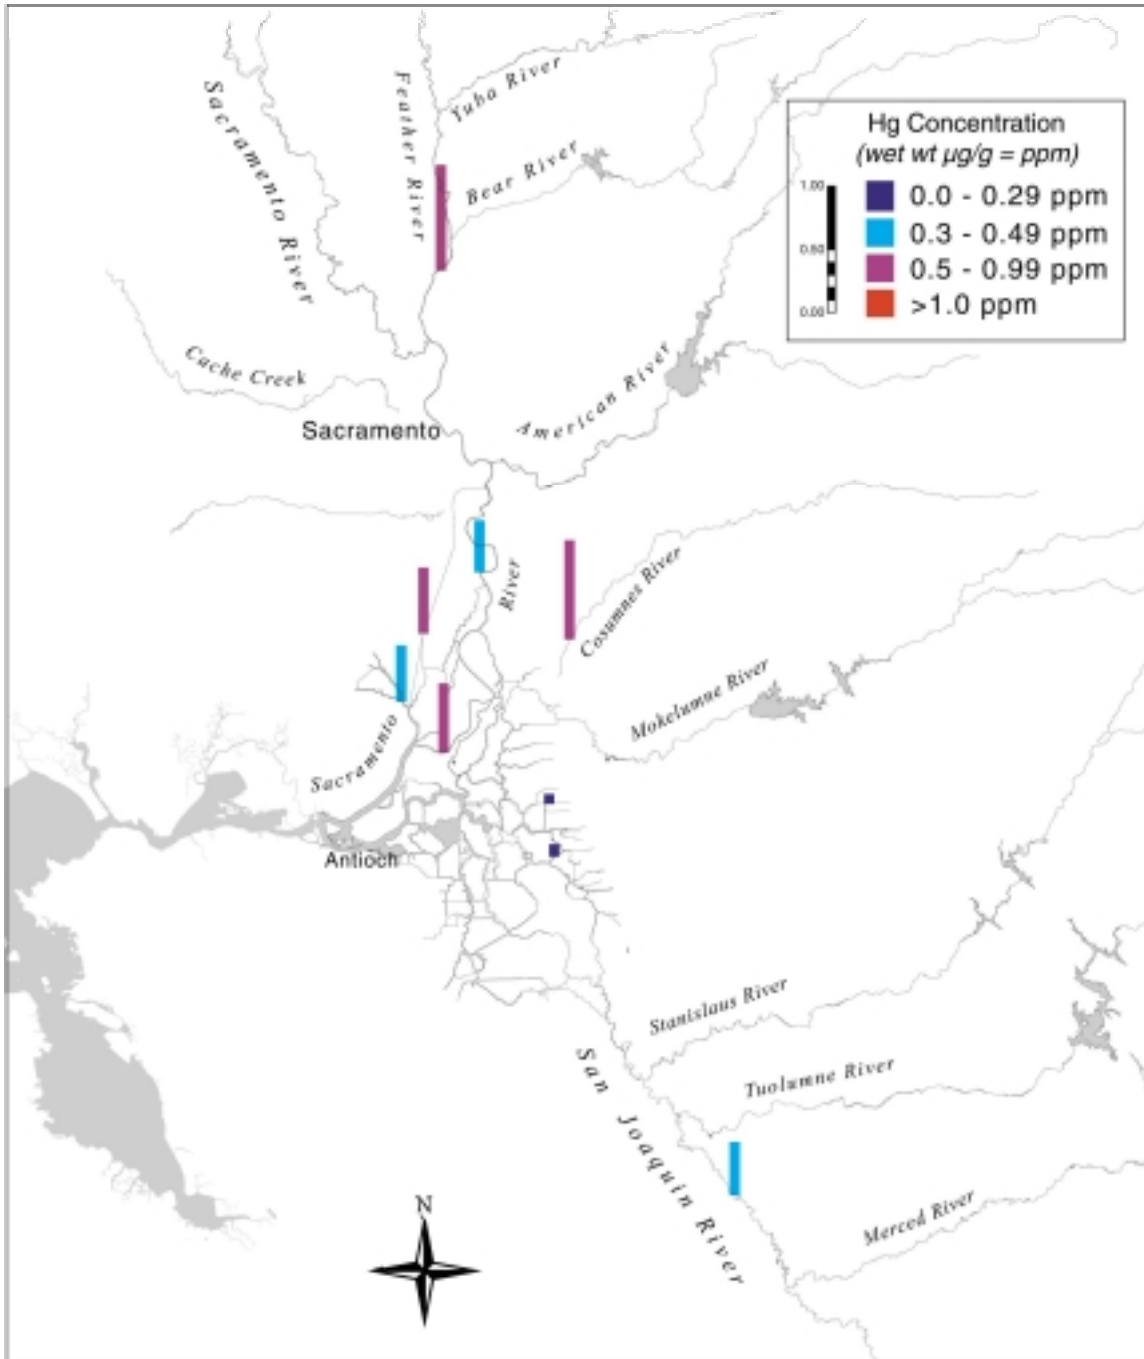 Sacramento River
Feather River
Yuba River
Bear River
Hg Concentration
(wet wt µg/g = ppm)
1.00
0.50
0.00
0.0 - 0.29 ppm
0.3 - 0.49 ppm
0.5 - 0.99 ppm
>1.0 ppm
Cache Creek
American River
Sacramento
River
Cosumnes River
Mokelumne River
Sacramento
Antioch
Stanislaus River
Tuolumne River
San Joaquin River
Merced River
N